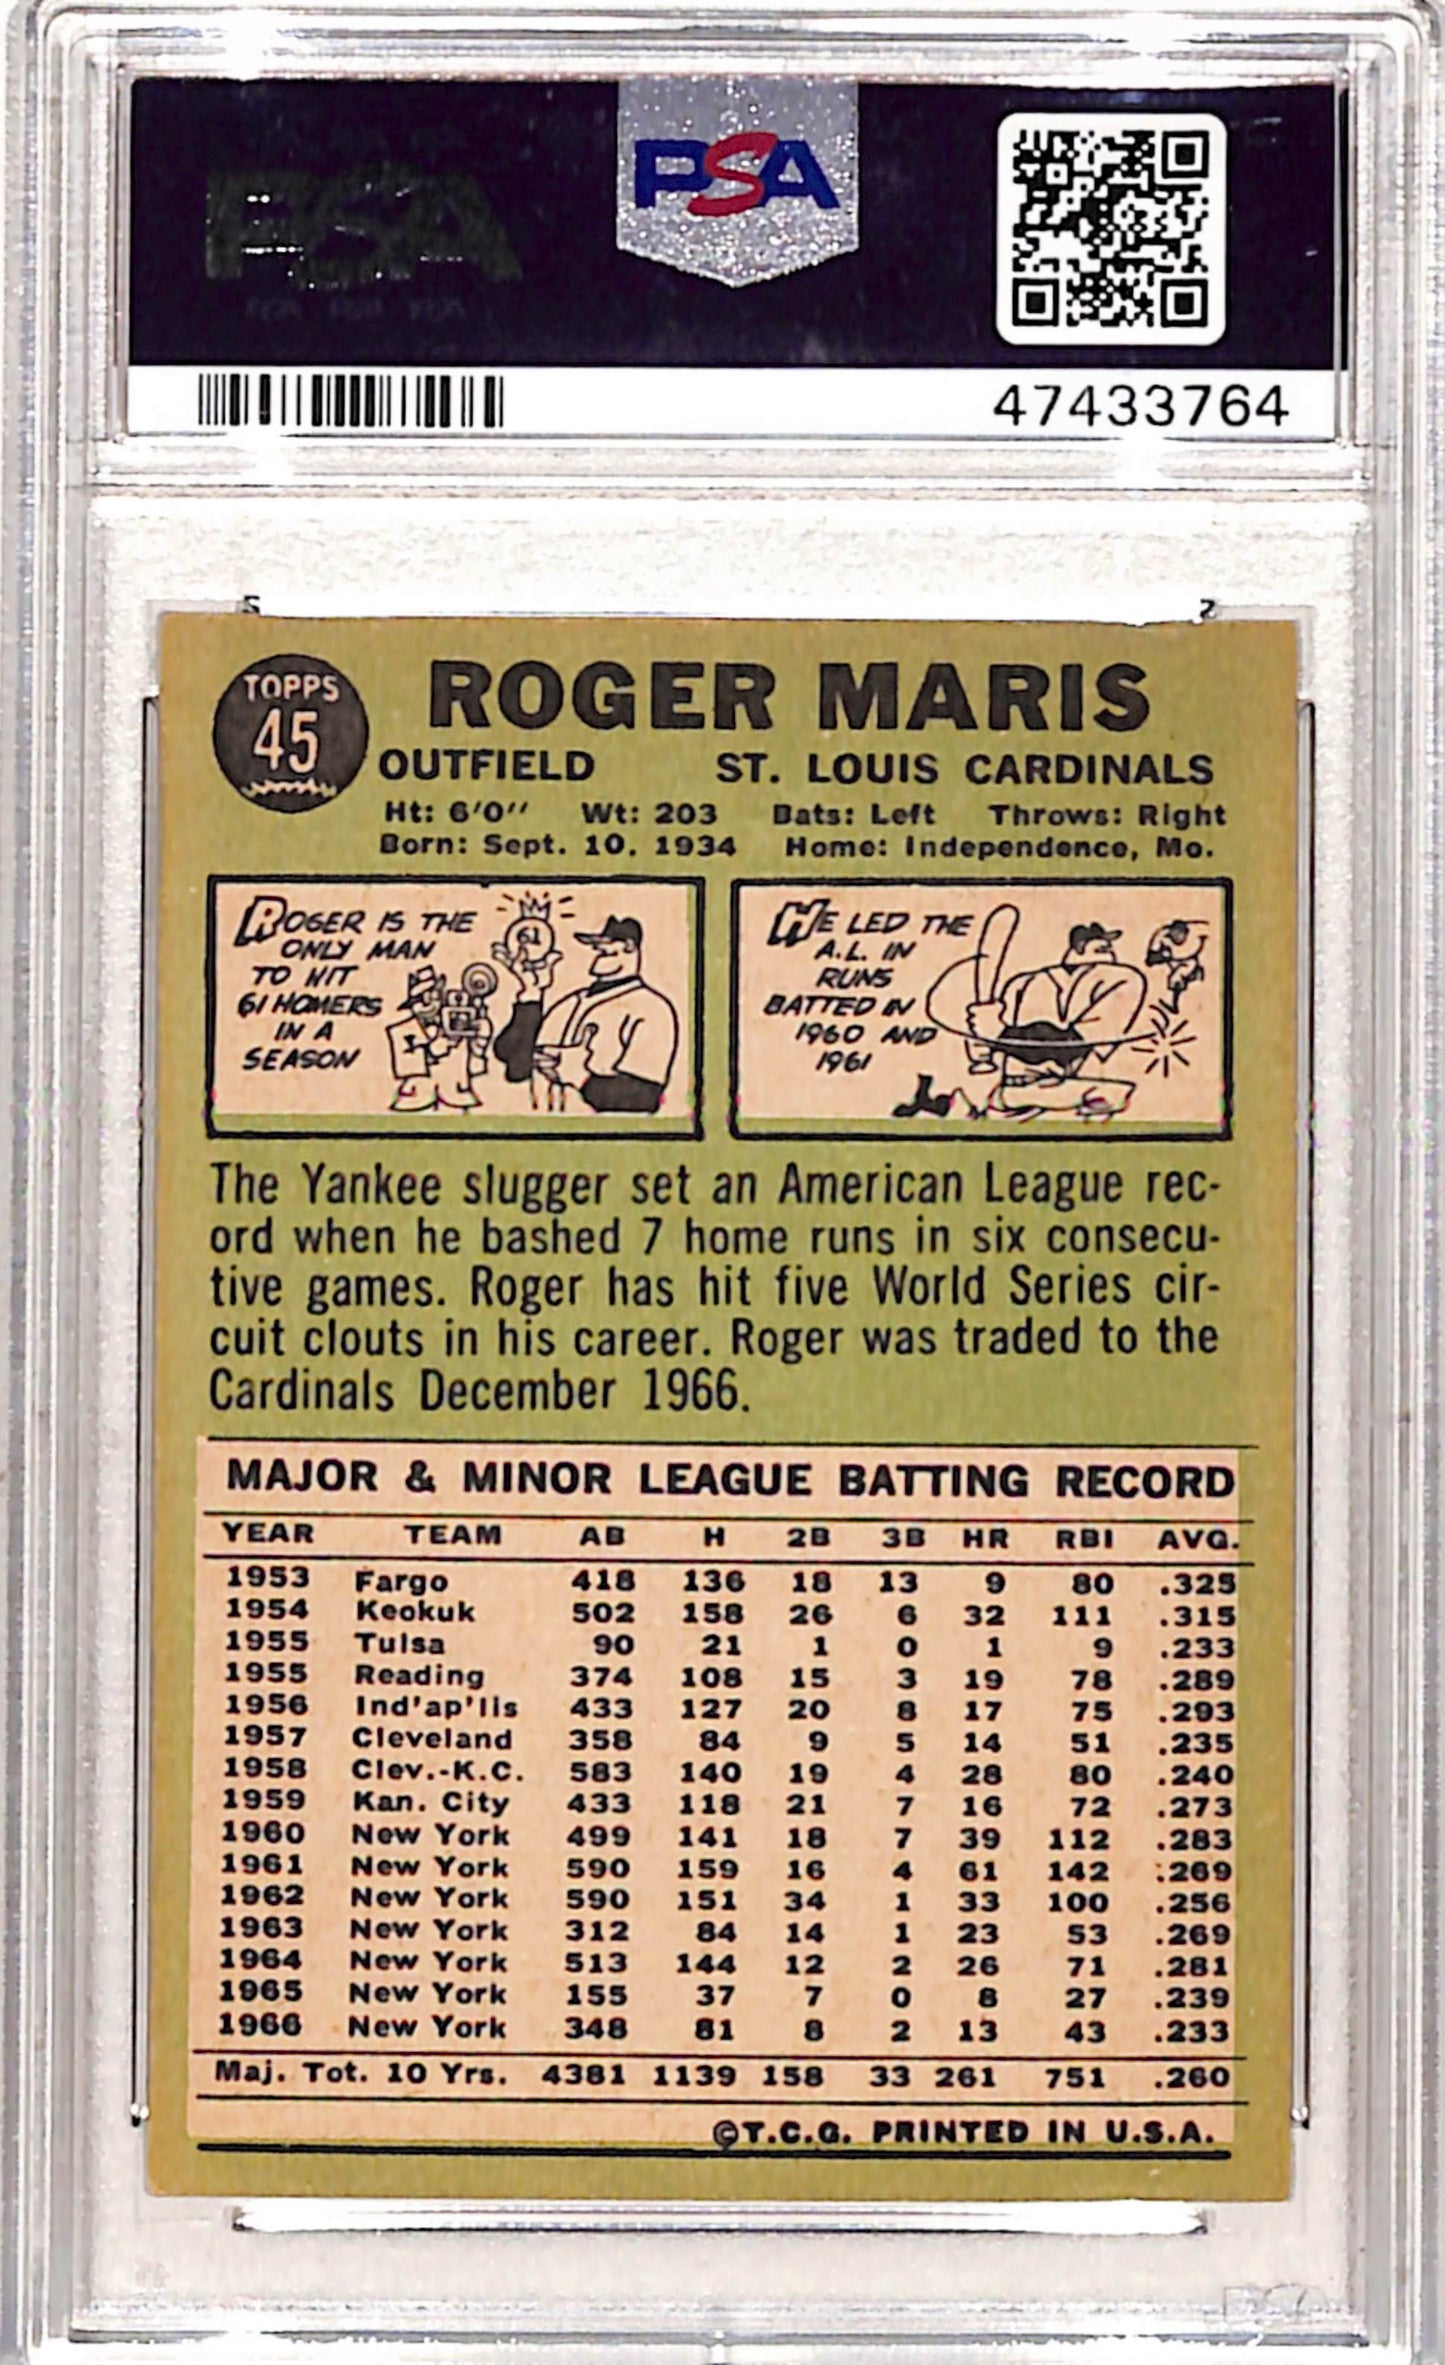 PSA
PSA
47433764
TOPPS
45
ROGER MARIS
OUTFIELD ST. LOUIS CARDINALS
Ht: 6'0'' Wt: 203 Bats: Left Throws: Right
Born: Sept. 10, 1934 Home: Independence, Mo.
ROGER IS THE
ONLY MAN
TO HIT
61 HOMERS
IN A
SEASON
61
HE LED THE
A.L. IN
RUNS
BATTED IN
1960 AND
1961
The Yankee slugger set an American League rec-
ord when he bashed 7 home runs in six consecu-
tive games. Roger has hit five World Series cir-
cuit clouts in his career. Roger was traded to the
Cardinals December 1966.
MAJOR & MINOR LEAGUE BATTING RECORD
YEAR TEAM AB H 2B 3B HR RBI AVG.
1953 Fargo 418 136 18 13 9 80 .325
1954 Keokuk 502 158 26 6 32 111 .315
1955 Tulsa 90 21 1 0 1 9 .233
1955 Reading 374 108 15 3 19 78 .289
1956 Ind'ap'lis 433 127 20 8 17 75 .293
1957 Cleveland 358 84 9 5 14 51 .235
1958 Clev.-K.C. 583 140 19 4 28 80 .240
1959 Kan. City 433 118 21 7 16 72 .273
1960 New York 499 141 18 7 39 112 .283
1961 New York 590 159 16 4 61 142 .269
1962 New York 590 151 34 1 33 100 .256
1963 New York 312 84 14 1 23 53 .269
1964 New York 513 144 12 2 26 71 .281
1965 New York 155 37 7 0 8 27 .239
1966 New York 348 81 8 2 13 43 .233
Maj. Tot. 10 Yrs. 4381 1139 158 33 261 751 .260
©T.C.G. PRINTED IN U.S.A.